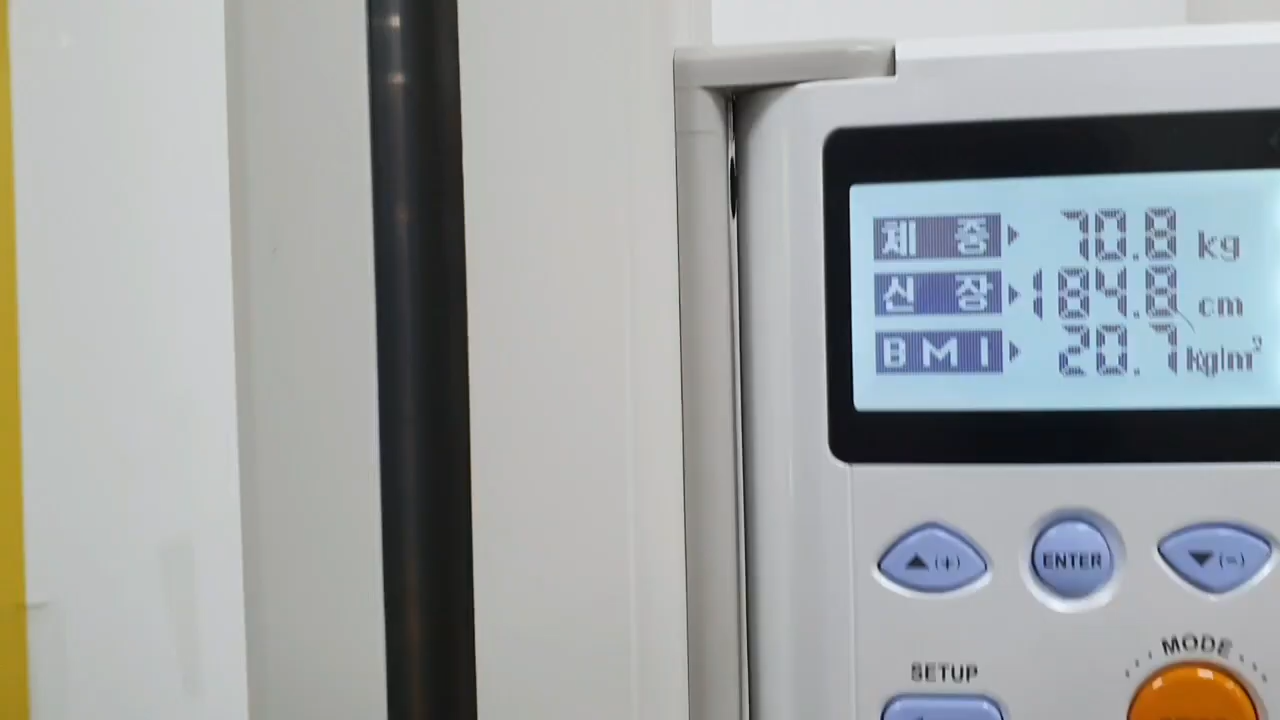 체 중 ▶ 70.8 kg
신 장 ▶ 184.8 cm
BMI ▶ 20.7 kg/m²
▲(+) ENTER ▼(-)
MODE
SETUP